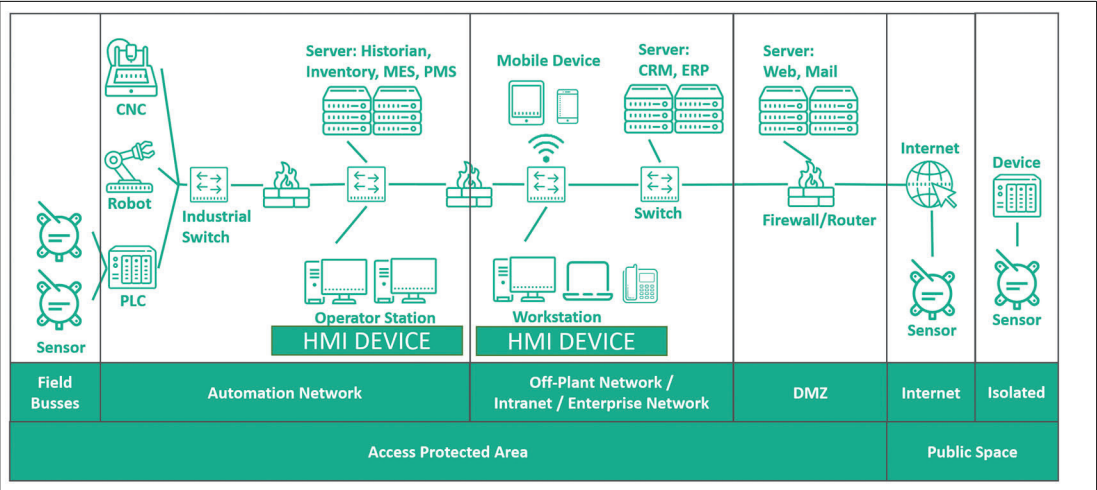 CNC
Robot
Sensor
PLC
Industrial
Switch
Server: Historian,
Inventory, MES, PMS
Operator Station
HMI DEVICE
Mobile Device
Server:
CRM, ERP
Switch
Workstation
HMI DEVICE
Server:
Web, Mail
Firewall/Router
Internet
Sensor
Device
Sensor
Field
Busses
Automation Network
Off-Plant Network /
Intranet / Enterprise Network
DMZ
Internet
Isolated
Access Protected Area
Public Space